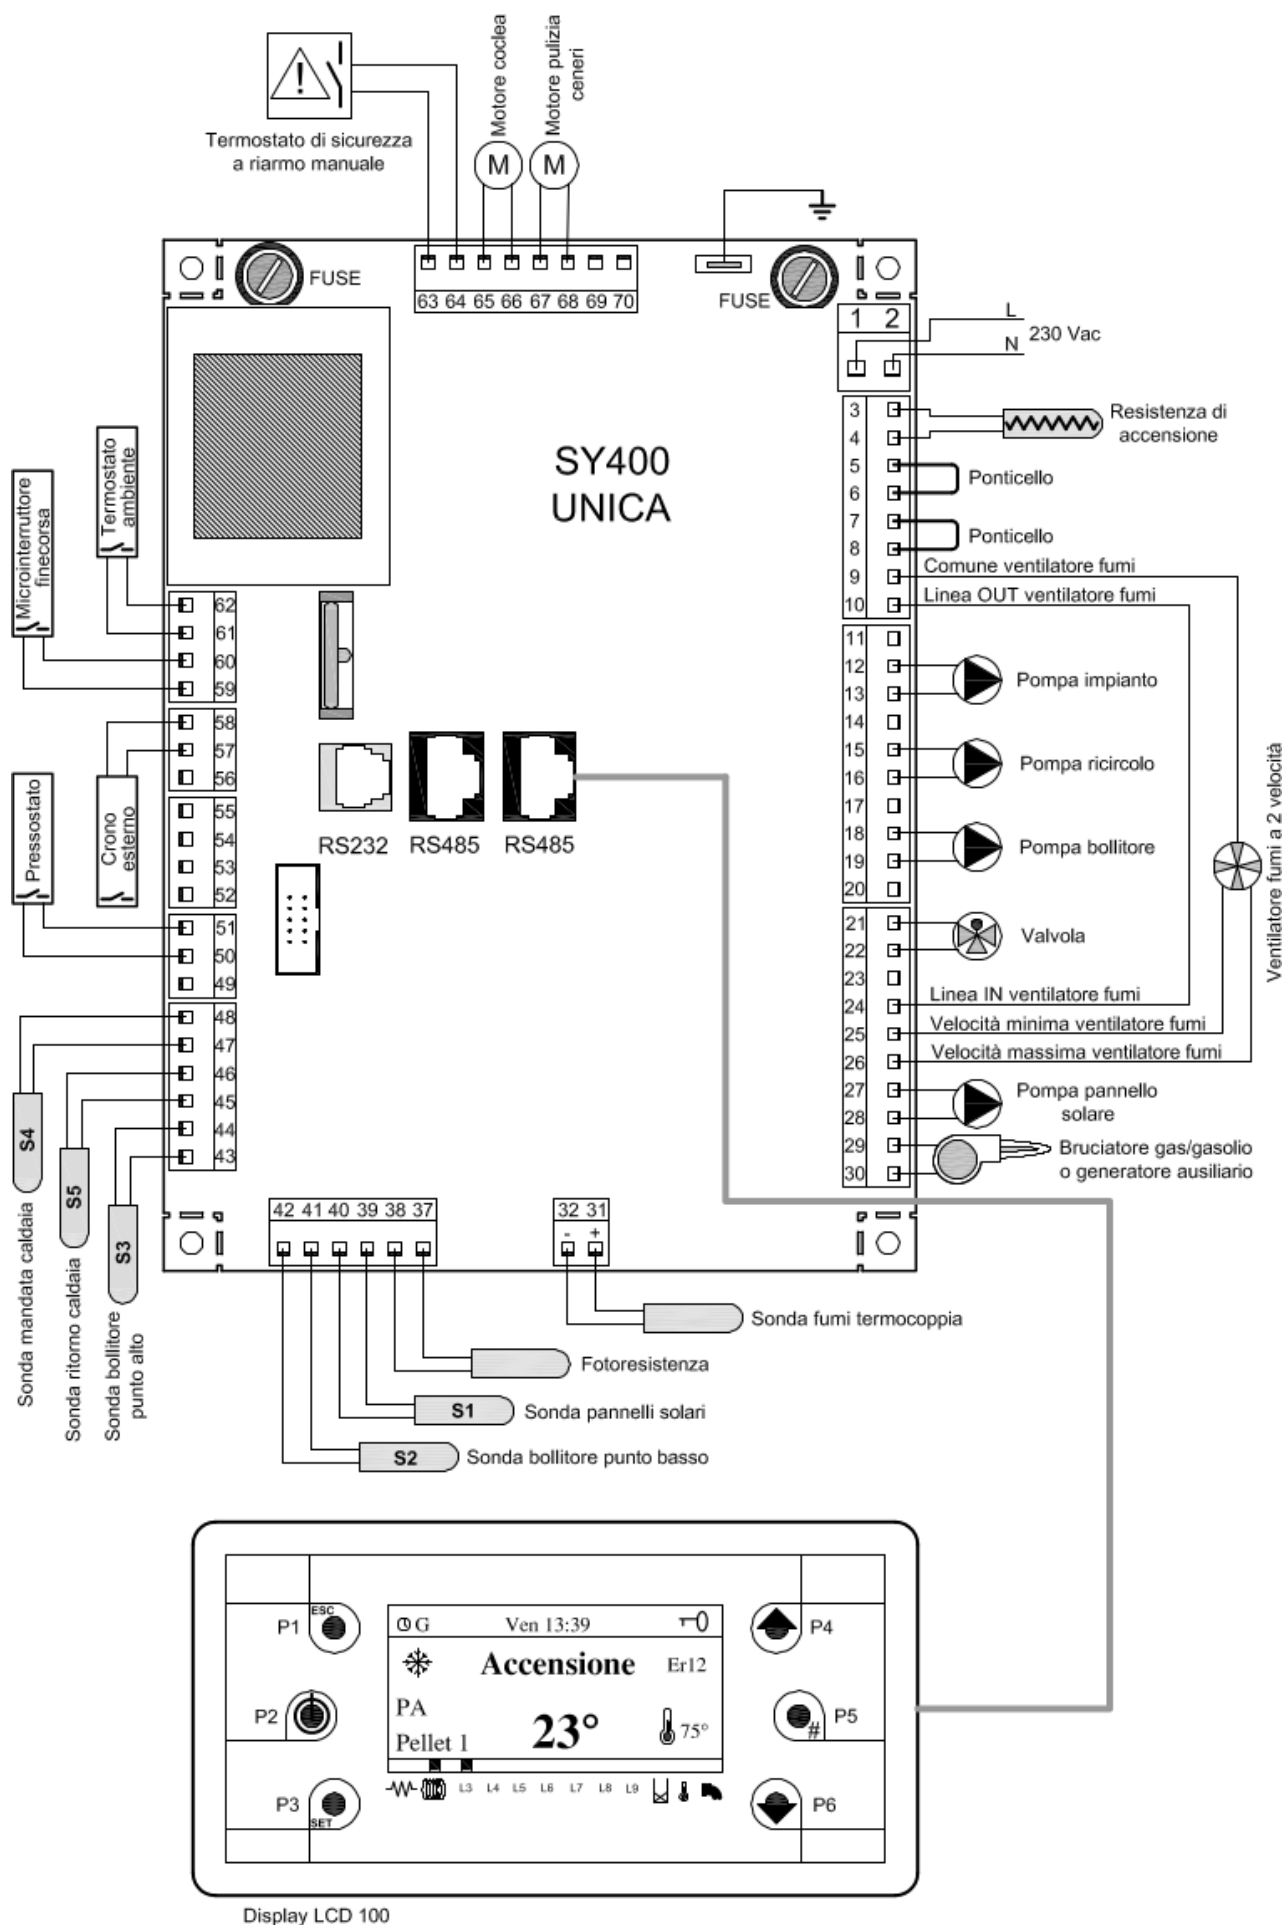 Motore coclea
Motore pulizia
ceneri
Termostato di sicurezza
a riarmo manuale
M
M
FUSE
63 64 65 66 67 68 69 70
FUSE
1 2
L
230 Vac
N
SY400
UNICA
3
4
5
6
7
8
9
10
Resistenza di
accensione
Ponticello
Ponticello
Comune ventilatore fumi
Linea OUT ventilatore fumi
11
12
13
14
15
16
17
18
19
20
Pompa impianto
Pompa ricircolo
Pompa bollitore
Ventilatore fumi a 2 velocità
21
22
23
24
25
26
27
28
29
30
Valvola
Linea IN ventilatore fumi
Velocità minima ventilatore fumi
Velocità massima ventilatore fumi
Pompa pannello
solare
Bruciatore gas/gasolio
o generatore ausiliario
Termostato
ambiente
Microinterruttore
finecorsa
62
61
60
59
58
57
56
55
54
53
52
51
50
49
48
47
46
45
44
43
Crono
esterno
Pressostato
RS232
RS485
RS485
S4
S5
S3
Sonda mandata caldaia
Sonda ritorno caldaia
Sonda bollitore
punto alto
42 41 40 39 38 37
32 31
- +
Sonda fumi termocoppia
Fotoresistenza
S1
Sonda pannelli solari
S2
Sonda bollitore punto basso
P1
ESC
P2
P3
SET
G
Ven 13:39
Accensione
Er12
PA
23°
75°
Pellet 1
L3 L4 L5 L6 L7 L8 L9
P4
P5
#
P6
Display LCD 100